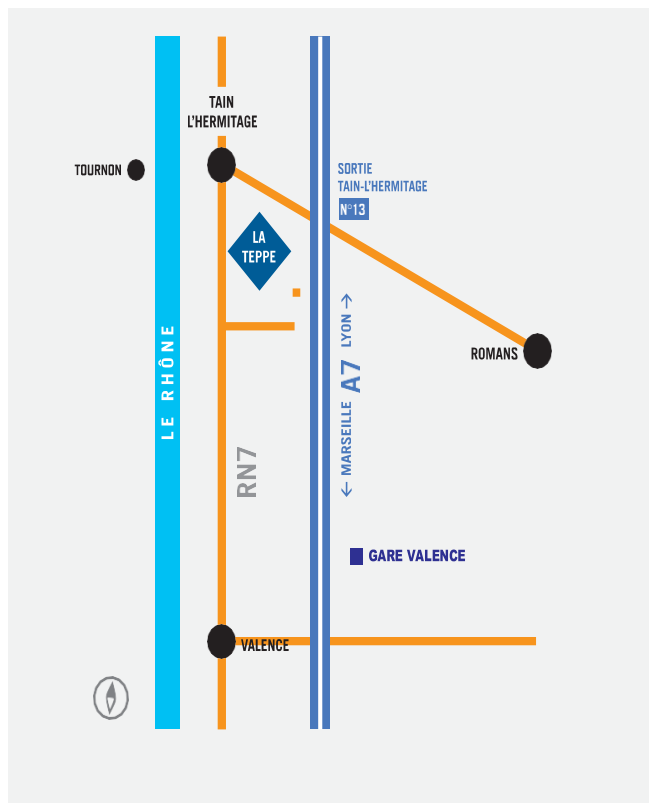 TAIN
L'HERMITAGE
TOURNON
SORTIE
TAIN-L'HERMITAGE
N°13
LA
TEPPE
LE RHÔNE
ROMANS
← MARSEILLE A7 LYON →
RN7
GARE VALENCE
VALENCE